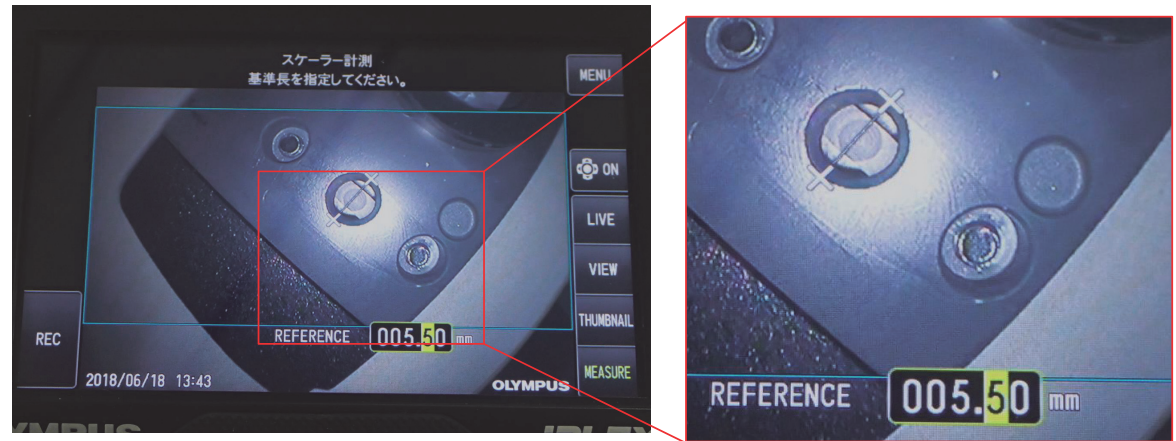 スケーラー計測
基準長を指定してください。
MENU
ON
LIVE
VIEW
THUMBNAIL
MEASURE
REC
REFERENCE 005.50 mm
2018/06/18 13:43
OLYMPUS
REFERENCE 005.50 mm